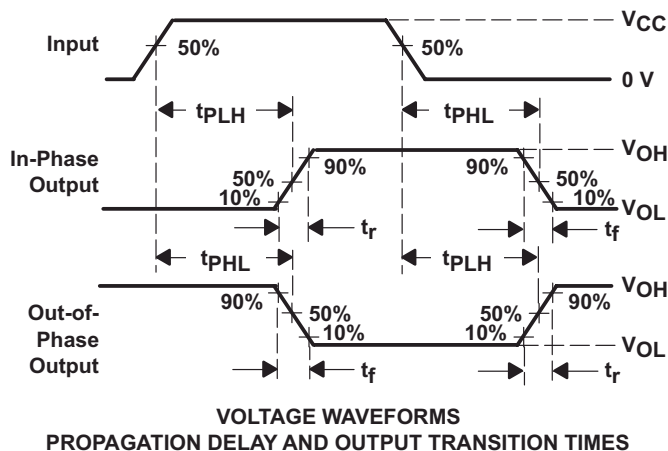 VCC
Input
50%
50%
0 V
tPLH
tPHL
In-Phase
Output
VOH
90%
90%
50%
50%
10%
10%
VOL
tr
tf
tPHL
tPLH
Out-of-
Phase
Output
VOH
90%
90%
50%
50%
10%
10%
VOL
tf
tr
VOLTAGE WAVEFORMS
PROPAGATION DELAY AND OUTPUT TRANSITION TIMES